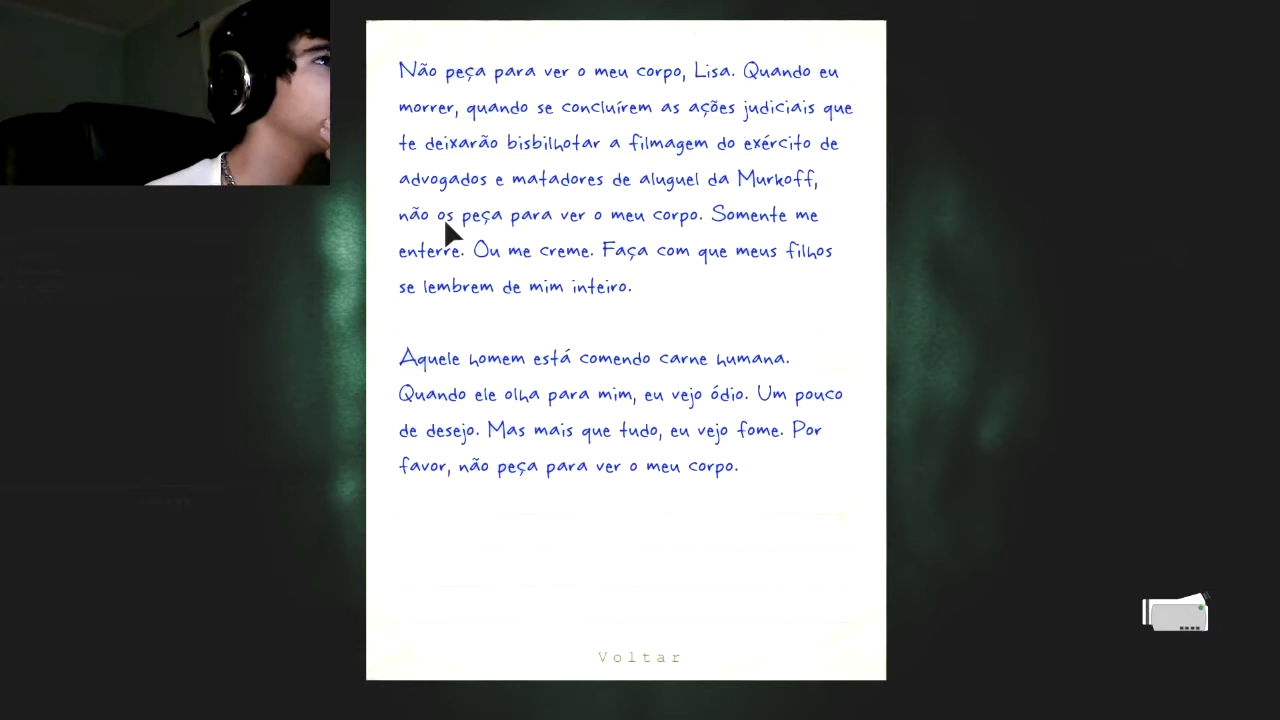 Não peça para ver o meu corpo, Lisa. Quando eu
morrer, quando se concluírem as ações judiciais que
te deixarão bisbilhotar a filmagem do exército de
advogados e matadores de aluguel da Murkoff,
não os peça para ver o meu corpo. Somente me
enterre. Ou me creme. Faça com que meus filhos
se lembrem de mim inteiro.
Aquele homem está comendo carne humana.
Quando ele olha para mim, eu vejo ódio. Um pouco
de desejo. Mas mais que tudo, eu vejo fome. Por
favor, não peça para ver o meu corpo.
Voltar